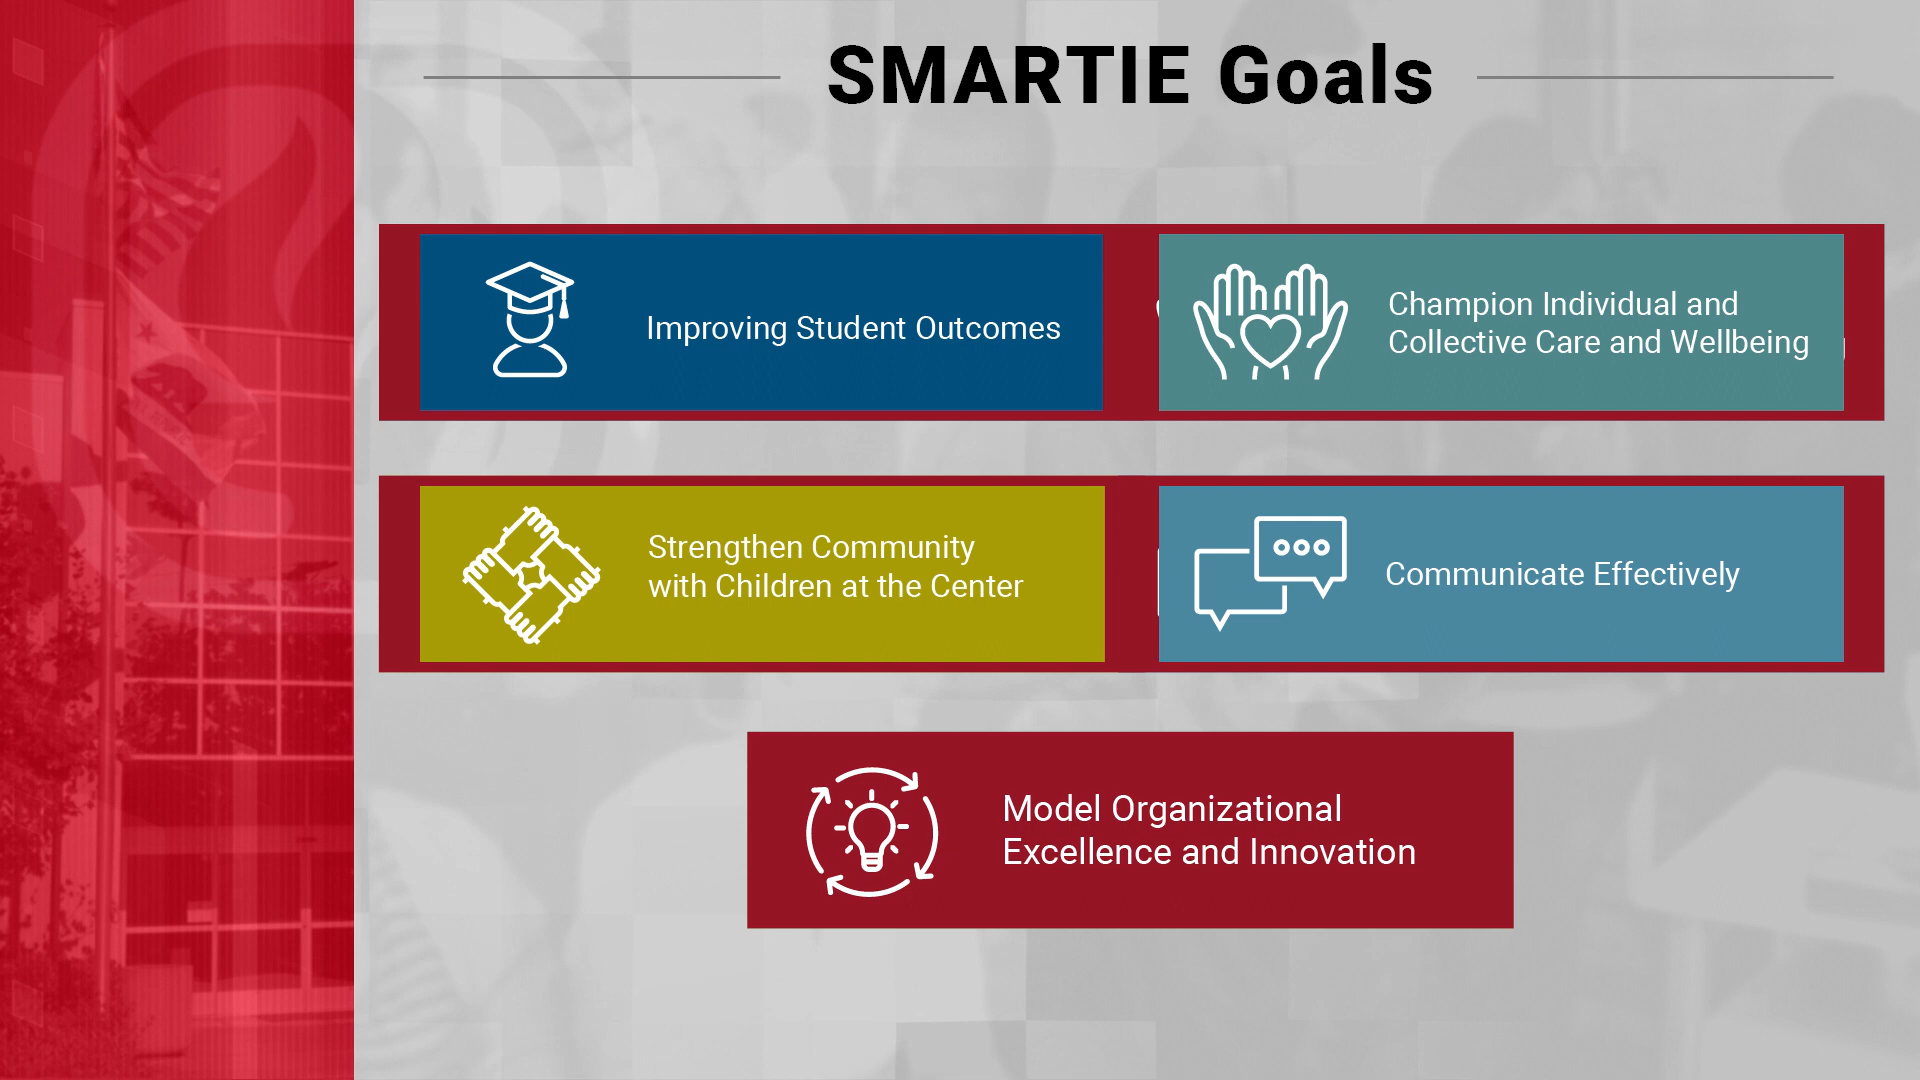 SMARTIE Goals
Improving Student Outcomes
Champion Individual and
Collective Care and Wellbeing
Strengthen Community
with Children at the Center
Communicate Effectively
Model Organizational
Excellence and Innovation